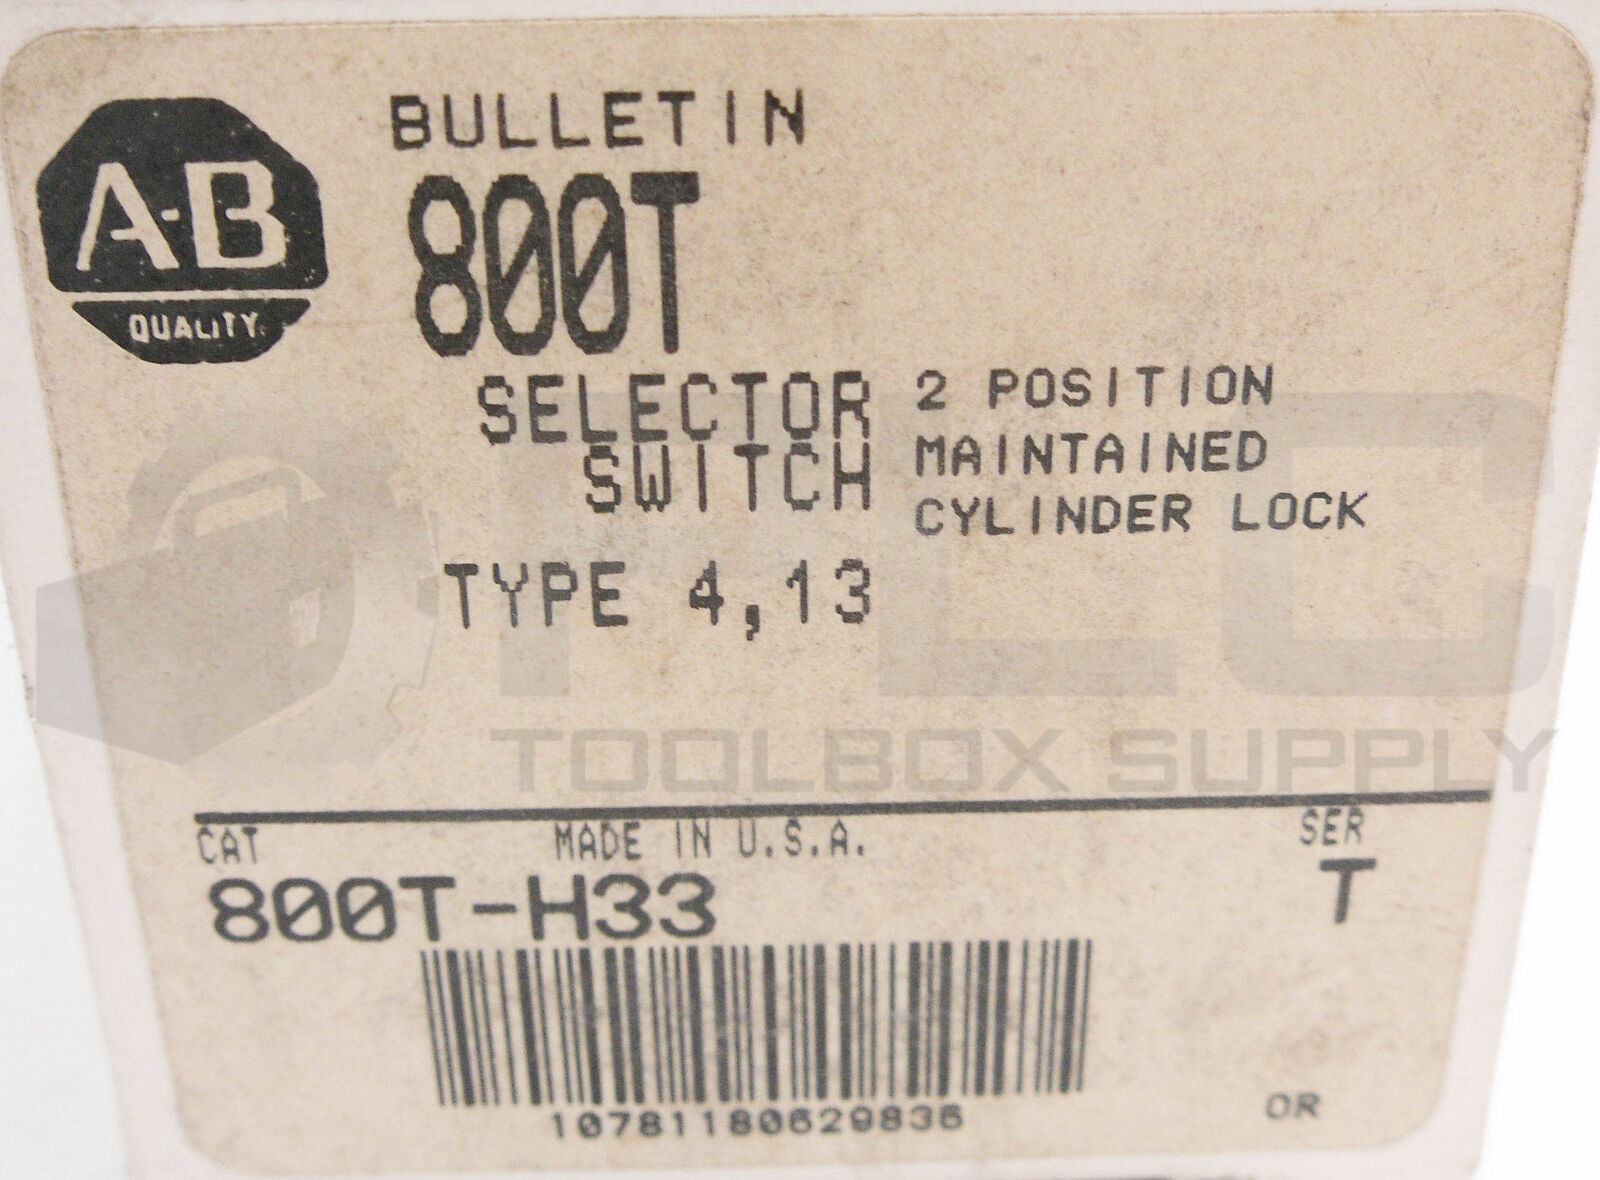 BULLETIN
A-B
QUALITY
800T
SELECTOR 2 POSITION
SWITCH MAINTAINED
CYLINDER LOCK
TYPE 4,13
TOOLBOX SUPPLY
CAT MADE IN U.S.A. SER
800T-H33 T
10781180629835
OR